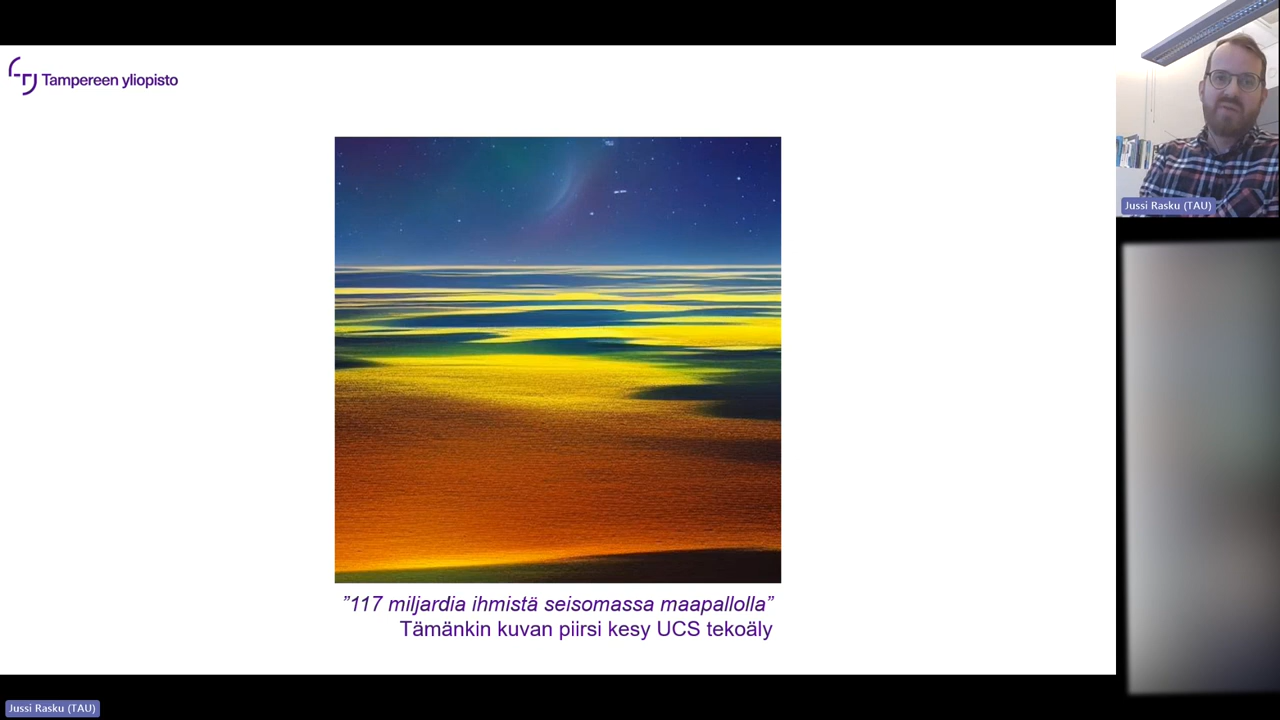 Tampereen yliopisto
Jussi Rasku (TAU)
”117 miljardia ihmistä seisomassa maapallolla”
Tämänkin kuvan piirsi kesy UCS tekoäly
Jussi Rasku (TAU)